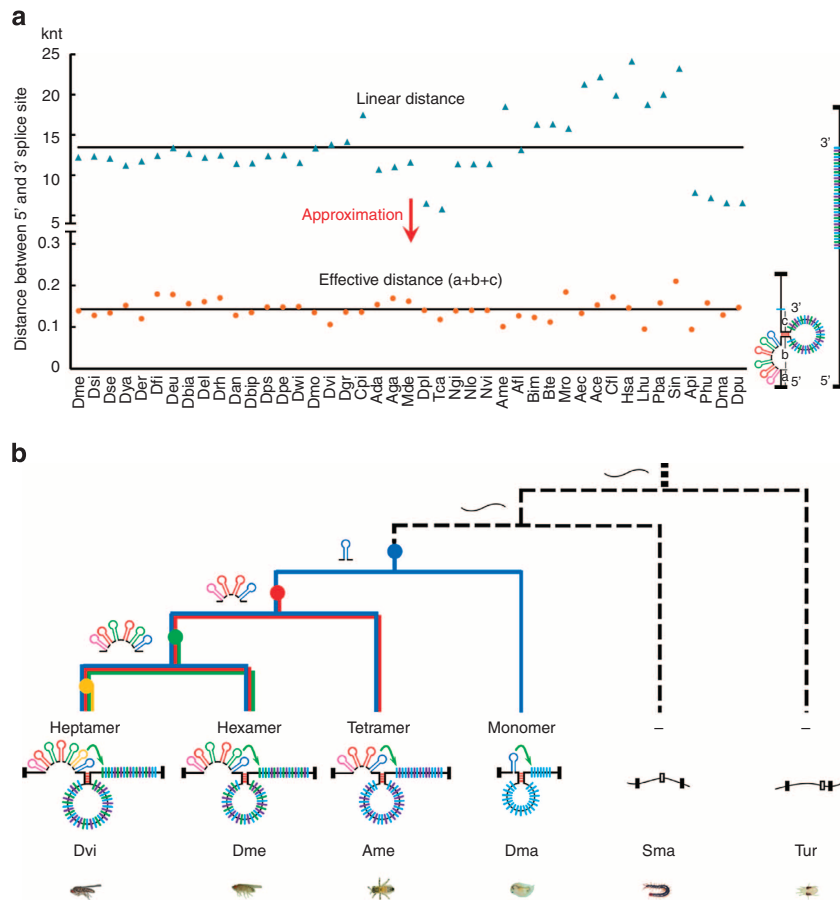 a
knt
Distance between 5' and 3' splice site
25
20
15
10
5
0.3
0.2
0.1
0
Linear distance
Approximation
Effective distance (a+b+c)
Dme Dsi Dse Dya Der Dfi Deu Dbia Del Drh Dan Dbip Dps Dpe Dwi Dmo Dvi Dgr Cpi Ada Aga Mde Dpl Tca Ngi Nlo Nvi Ame Afl Bim Bte Mro Aec Ace Cfl Hsa Lhu Pba Sin Api Phu Dma Dpu
3'
c
b
a
5'
3'
5'
b
Heptamer Hexamer Tetramer Monomer – –
Dvi Dme Ame Dma Sma Tur